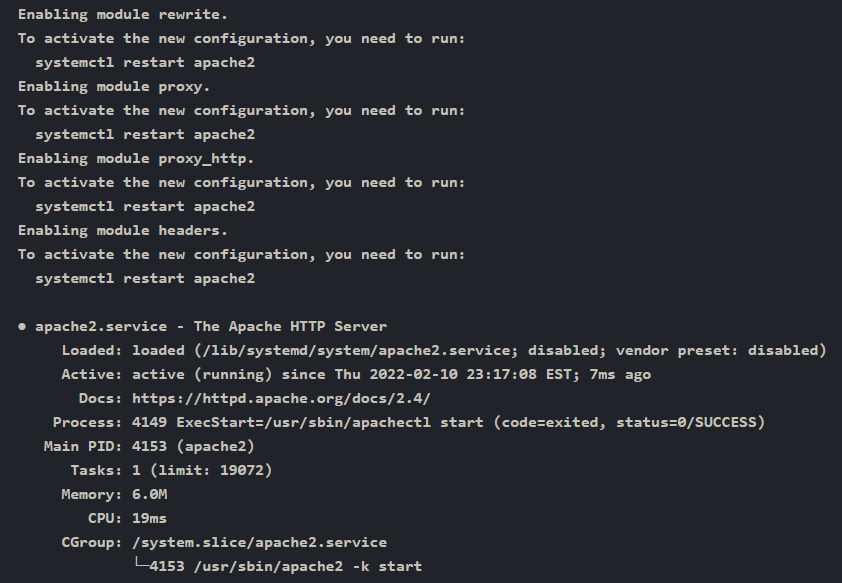 Enabling module rewrite.
To activate the new configuration, you need to run:
  systemctl restart apache2
Enabling module proxy.
To activate the new configuration, you need to run:
  systemctl restart apache2
Enabling module proxy_http.
To activate the new configuration, you need to run:
  systemctl restart apache2
Enabling module headers.
To activate the new configuration, you need to run:
  systemctl restart apache2

● apache2.service - The Apache HTTP Server
     Loaded: loaded (/lib/systemd/system/apache2.service; disabled; vendor preset: disabled)
     Active: active (running) since Thu 2022-02-10 23:17:08 EST; 7ms ago
       Docs: https://httpd.apache.org/docs/2.4/
    Process: 4149 ExecStart=/usr/sbin/apachectl start (code=exited, status=0/SUCCESS)
   Main PID: 4153 (apache2)
      Tasks: 1 (limit: 19072)
     Memory: 6.0M
        CPU: 19ms
     CGroup: /system.slice/apache2.service
             └─4153 /usr/sbin/apache2 -k start